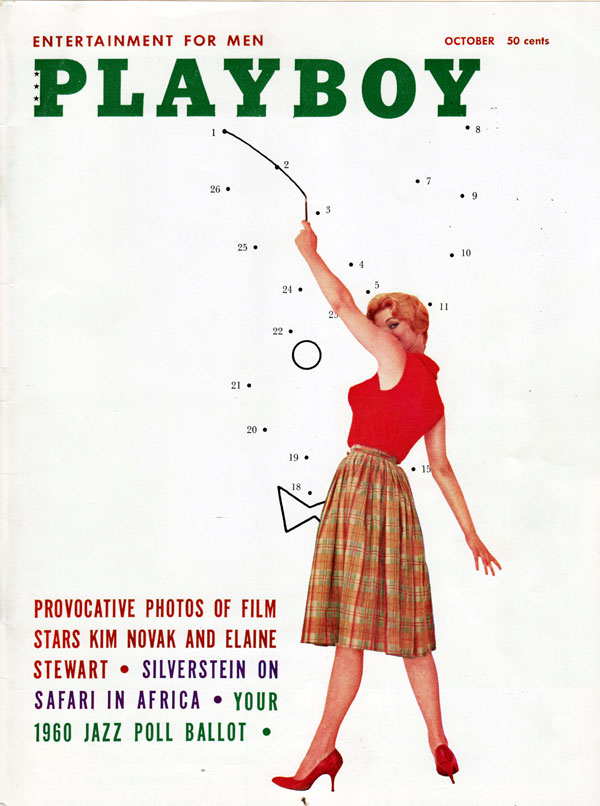 ENTERTAINMENT FOR MEN
OCTOBER 50 cents
PLAYBOY
1
8
2
7
26
9
3
25
10
4
24
5
11
23
22
21
20
19
15
18
PROVOCATIVE PHOTOS OF FILM
STARS KIM NOVAK AND ELAINE
STEWART • SILVERSTEIN ON
SAFARI IN AFRICA • YOUR
1960 JAZZ POLL BALLOT •